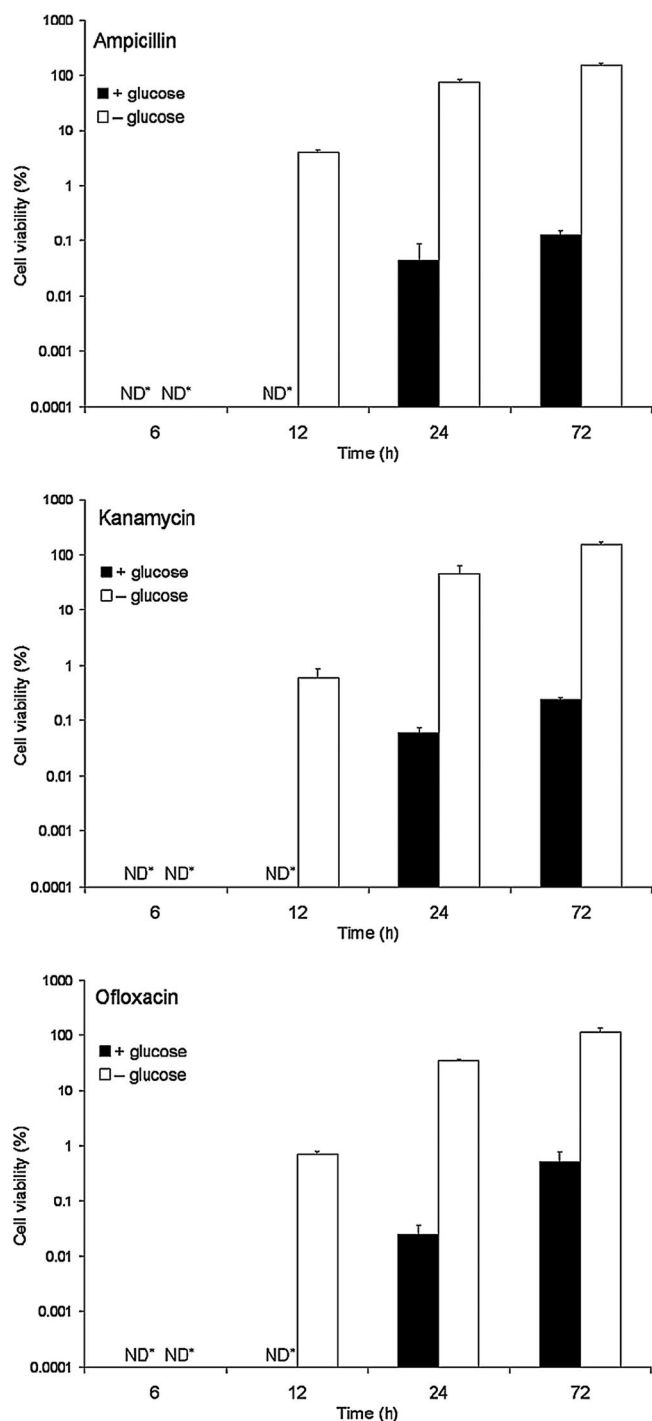 Ampicillin
+ glucose
– glucose
Cell viability (%)
1000
100
10
1
0.1
0.01
0.001
0.0001
ND* ND* ND*
6 12 24 72
Time (h)
Kanamycin
+ glucose
– glucose
Cell viability (%)
1000
100
10
1
0.1
0.01
0.001
0.0001
ND* ND* ND*
6 12 24 72
Time (h)
Ofloxacin
+ glucose
– glucose
Cell viability (%)
1000
100
10
1
0.1
0.01
0.001
0.0001
ND* ND* ND*
6 12 24 72
Time (h)